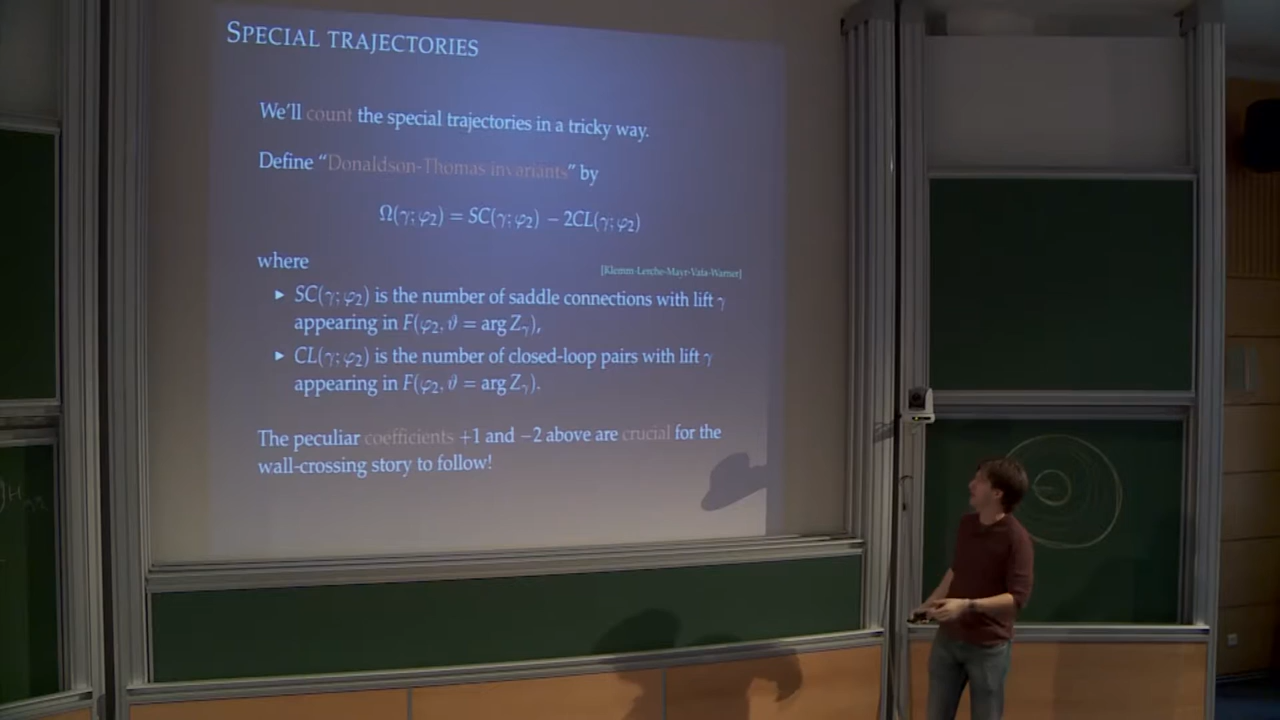 SPECIAL TRAJECTORIES
We'll count the special trajectories in a tricky way.
Define “Donaldson-Thomas invariants” by
Ω(γ; φ₂) = SC(γ; φ₂) − 2CL(γ; φ₂)
where
[Klemm-Lerche-Mayr-Vafa-Warner]
▶ SC(γ; φ₂) is the number of saddle connections with lift γ
appearing in F(φ₂, ϑ = arg Z_γ),
▶ CL(γ; φ₂) is the number of closed-loop pairs with lift γ
appearing in F(φ₂, ϑ = arg Z_γ).
The peculiar coefficients +1 and −2 above are crucial for the
wall-crossing story to follow!